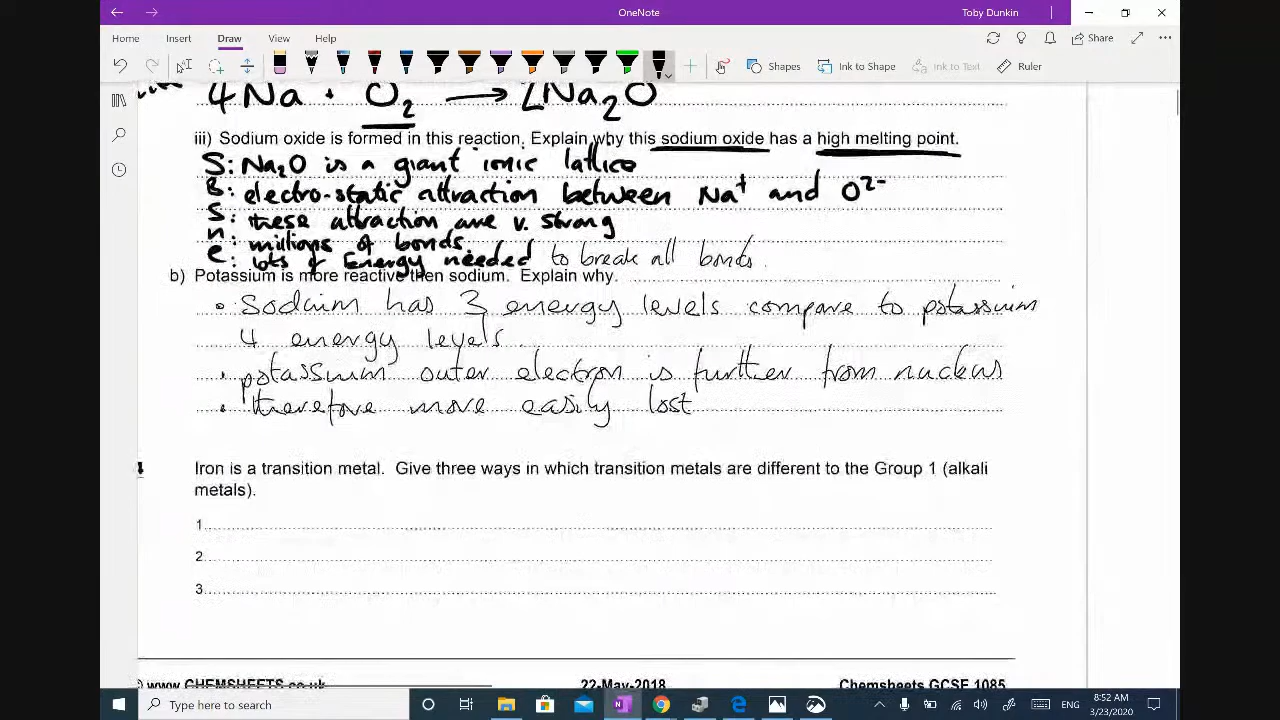 OneNote
Toby Dunkin
Home Insert Draw View Help
Share
Shapes Ink to Shape Ink to Text Ruler
4Na + O2 → 2Na2O
iii) Sodium oxide is formed in this reaction. Explain why this sodium oxide has a high melting point.
S: Na2O is a giant ionic lattice
B: electro-static attraction between Na+ and O2-
S: these attraction are v. strong
n: millions of bonds.
e: lots of Energy needed to break all bonds.
b) Potassium is more reactive then sodium. Explain why.
• Sodium has 3 energy levels compare to potassium
4 energy levels.
• potassium outer electron is further from nucleus
• therefore more easily lost
4 Iron is a transition metal. Give three ways in which transition metals are different to the Group 1 (alkali
metals).
1
2
3
© www.CHEMSHEETS.co.uk 22-May-2018 Chemsheets GCSE 1085
Type here to search
ENG
8:52 AM
3/23/2020